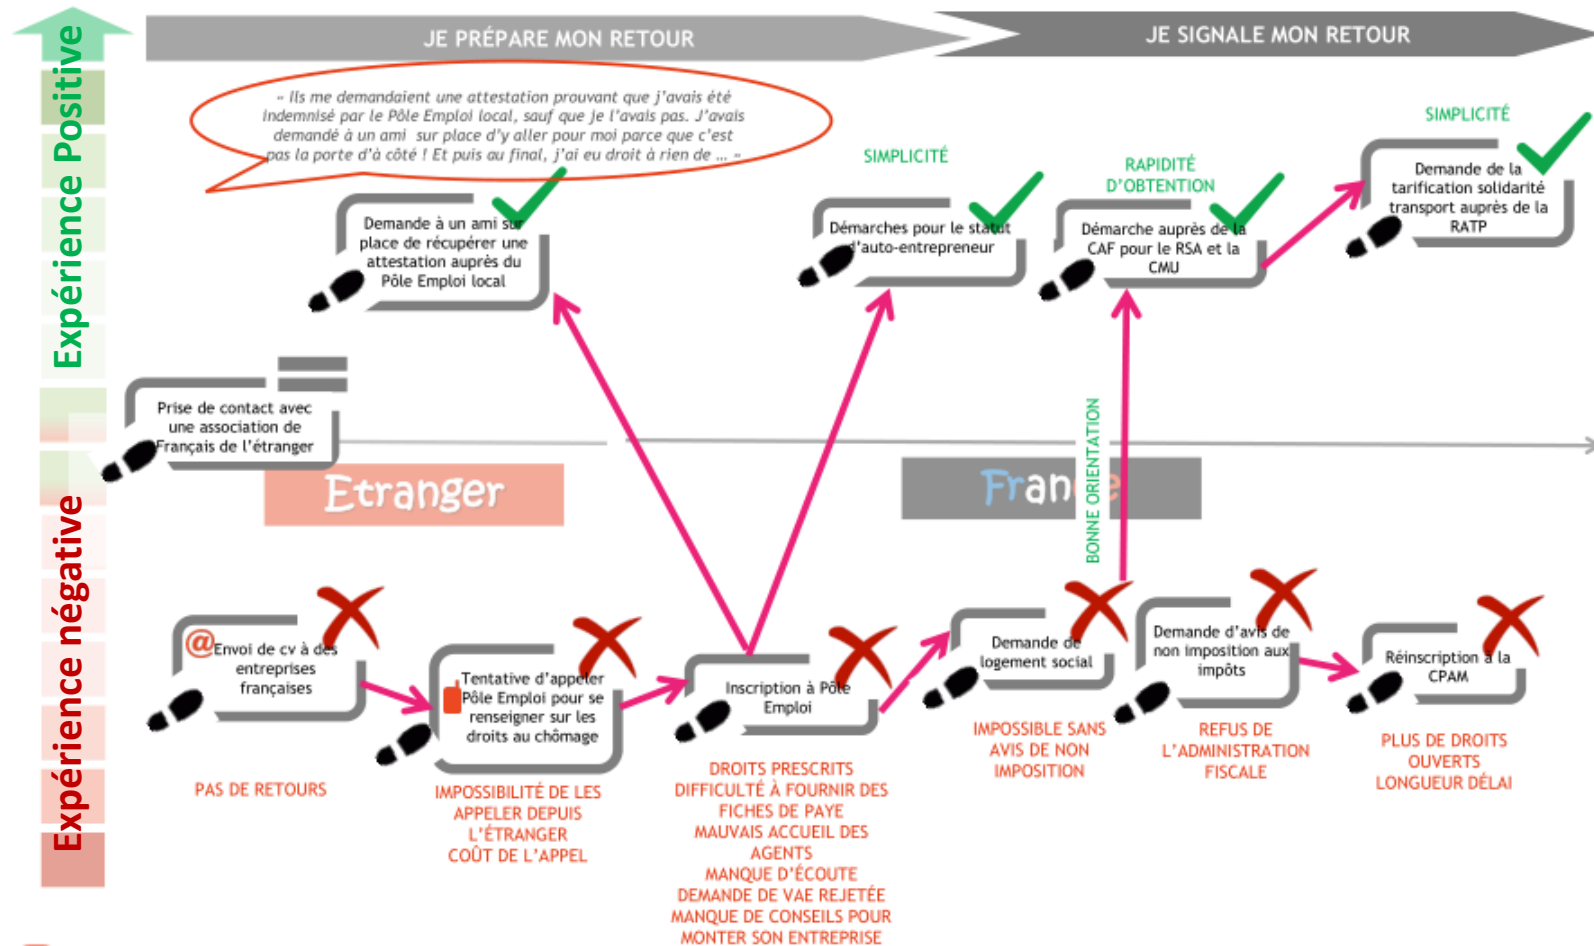 JE PRÉPARE MON RETOUR
JE SIGNALE MON RETOUR
Expérience Positive
Expérience négative
« Ils me demandaient une attestation prouvant que j'avais été
indemnisé par le Pôle Emploi local, sauf que je l'avais pas. J'avais
demandé à un ami sur place d'y aller pour moi parce que c'est
pas la porte d'à côté ! Et puis au final, j'ai eu droit à rien de ... »
Demande à un ami sur
place de récupérer une
attestation auprès du
Pôle Emploi local
SIMPLICITÉ
Démarches pour le statut
d'auto-entrepreneur
RAPIDITÉ
D'OBTENTION
Démarche auprès de la
CAF pour le RSA et la
CMU
SIMPLICITÉ
Demande de la
tarification solidarité
transport auprès de la
RATP
Prise de contact avec
une association de
Français de l'étranger
Etranger
France
BONNE ORIENTATION
@
Envoi de cv à des
entreprises
françaises
PAS DE RETOURS
Tentative d'appeler
Pôle Emploi pour se
renseigner sur les
droits au chômage
IMPOSSIBILITÉ DE LES
APPELER DEPUIS
L'ÉTRANGER
COÛT DE L'APPEL
Inscription à Pôle
Emploi
DROITS PRESCRITS
DIFFICULTÉ À FOURNIR DES
FICHES DE PAYE
MAUVAIS ACCUEIL DES
AGENTS
MANQUE D'ÉCOUTE
DEMANDE DE VAE REJETÉE
MANQUE DE CONSEILS POUR
MONTER SON ENTREPRISE
Demande de
logement social
IMPOSSIBLE SANS
AVIS DE NON
IMPOSITION
Demande d'avis de
non imposition aux
impôts
REFUS DE
L'ADMINISTRATION
FISCALE
Réinscription à la
CPAM
PLUS DE DROITS
OUVERTS
LONGUEUR DÉLAI